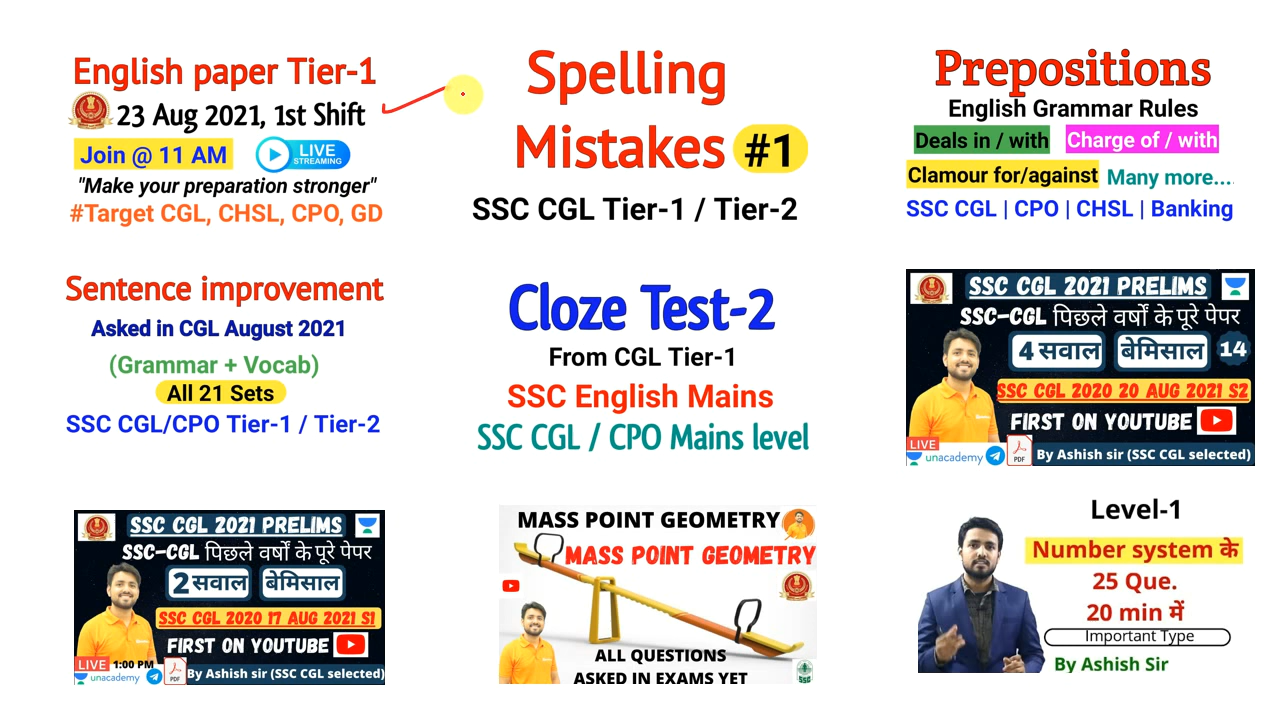 English paper Tier-1
23 Aug 2021, 1st Shift
Join @ 11 AM
LIVE
STREAMING
"Make your preparation stronger"
#Target CGL, CHSL, CPO, GD
Spelling
Mistakes #1
SSC CGL Tier-1 / Tier-2
Prepositions
English Grammar Rules
Deals in / with
Charge of / with
Clamour for/against
Many more....
SSC CGL | CPO | CHSL | Banking
Sentence improvement
Asked in CGL August 2021
(Grammar + Vocab)
All 21 Sets
SSC CGL/CPO Tier-1 / Tier-2
Cloze Test-2
From CGL Tier-1
SSC English Mains
SSC CGL / CPO Mains level
SSC CGL 2021 PRELIMS
SSC-CGL पिछले वर्षों के पूरे पेपर
4 सवाल बेमिसाल 14
SSC CGL 2020 20 AUG 2021 S2
FIRST ON YOUTUBE
LIVE
unacademy
PDF
By Ashish sir (SSC CGL selected)
SSC CGL 2021 PRELIMS
SSC-CGL पिछले वर्षों के पूरे पेपर
2 सवाल बेमिसाल
SSC CGL 2020 17 AUG 2021 S1
FIRST ON YOUTUBE
LIVE 1:00 PM
unacademy
PDF
By Ashish sir (SSC CGL selected)
MASS POINT GEOMETRY
MASS POINT GEOMETRY
ALL QUESTIONS
ASKED IN EXAMS YET
SSC
Level-1
Number system के
25 Que.
20 min में
Important Type
By Ashish Sir